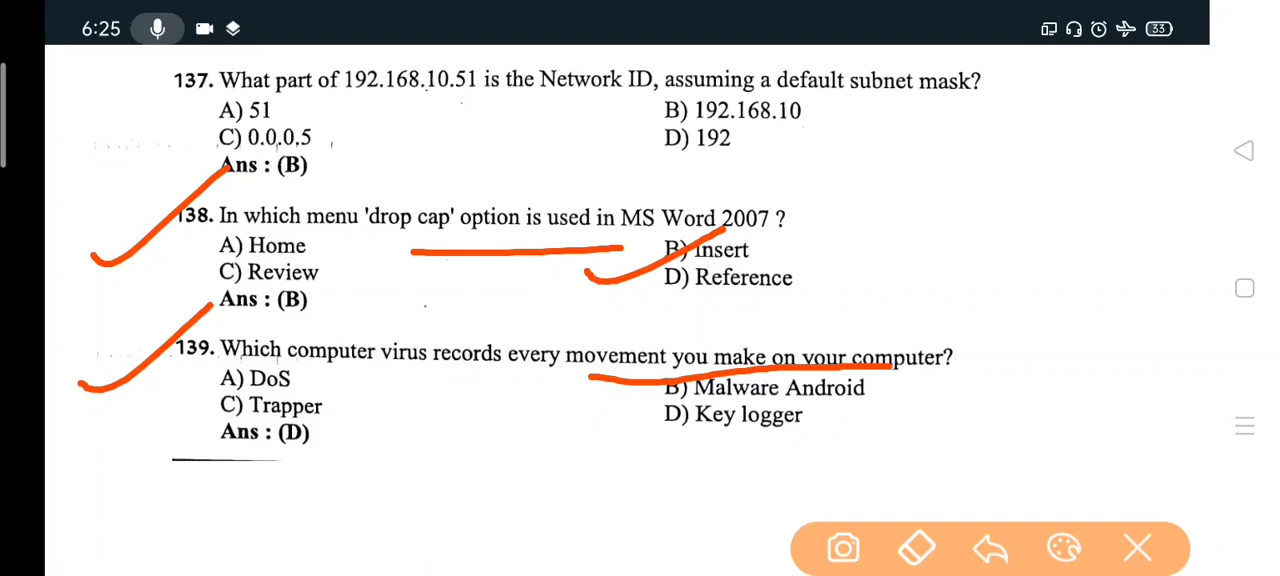 6:25
33
137. What part of 192.168.10.51 is the Network ID, assuming a default subnet mask?
A) 51 B) 192.168.10
C) 0.0.0.5 D) 192
Ans : (B)
138. In which menu 'drop cap' option is used in MS Word 2007 ?
A) Home B) Insert
C) Review D) Reference
Ans : (B)
139. Which computer virus records every movement you make on your computer?
A) DoS B) Malware Android
C) Trapper D) Key logger
Ans : (D)